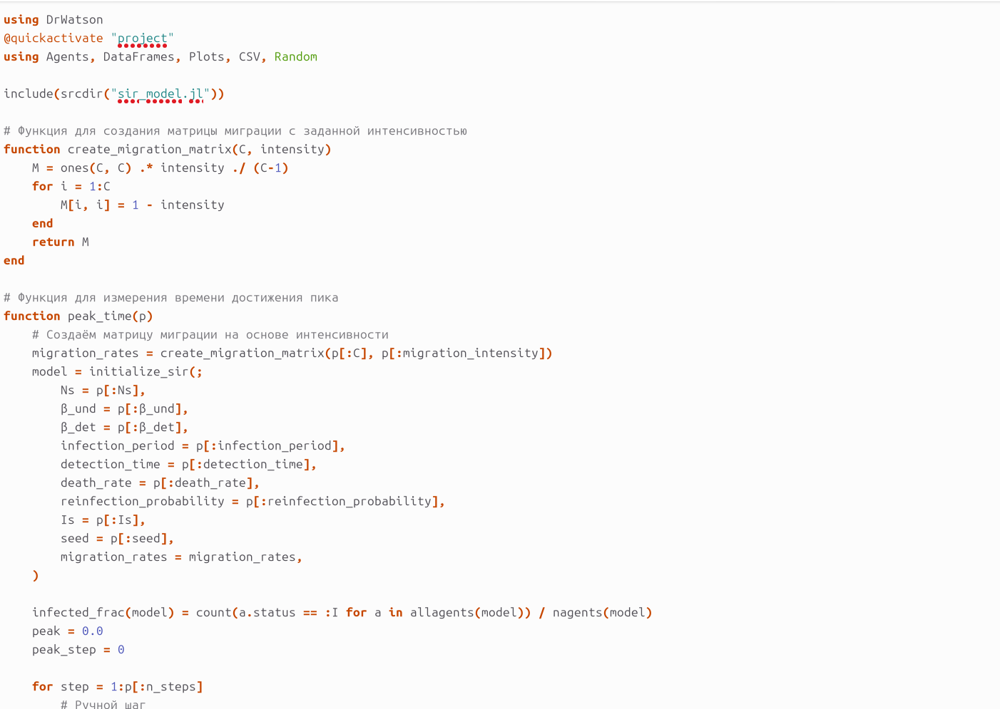 using DrWatson
@quickactivate "project"
using Agents, DataFrames, Plots, CSV, Random
include(srcdir("sir_model.jl"))
# Функция для создания матрицы миграции с заданной интенсивностью
function create_migration_matrix(C, intensity)
    M = ones(C, C) .* intensity ./ (C-1)
    for i = 1:C
        M[i, i] = 1 - intensity
    end
    return M
end
# Функция для измерения времени достижения пика
function peak_time(p)
    # Создаём матрицу миграции на основе интенсивности
    migration_rates = create_migration_matrix(p[:C], p[:migration_intensity])
    model = initialize_sir(;
        Ns = p[:Ns],
        β_und = p[:β_und],
        β_det = p[:β_det],
        infection_period = p[:infection_period],
        detection_time = p[:detection_time],
        death_rate = p[:death_rate],
        reinfection_probability = p[:reinfection_probability],
        Is = p[:Is],
        seed = p[:seed],
        migration_rates = migration_rates,
    )
    infected_frac(model) = count(a.status == :I for a in allagents(model)) / nagents(model)
    peak = 0.0
    peak_step = 0
    for step = 1:p[:n_steps]
        # Ручной шаг